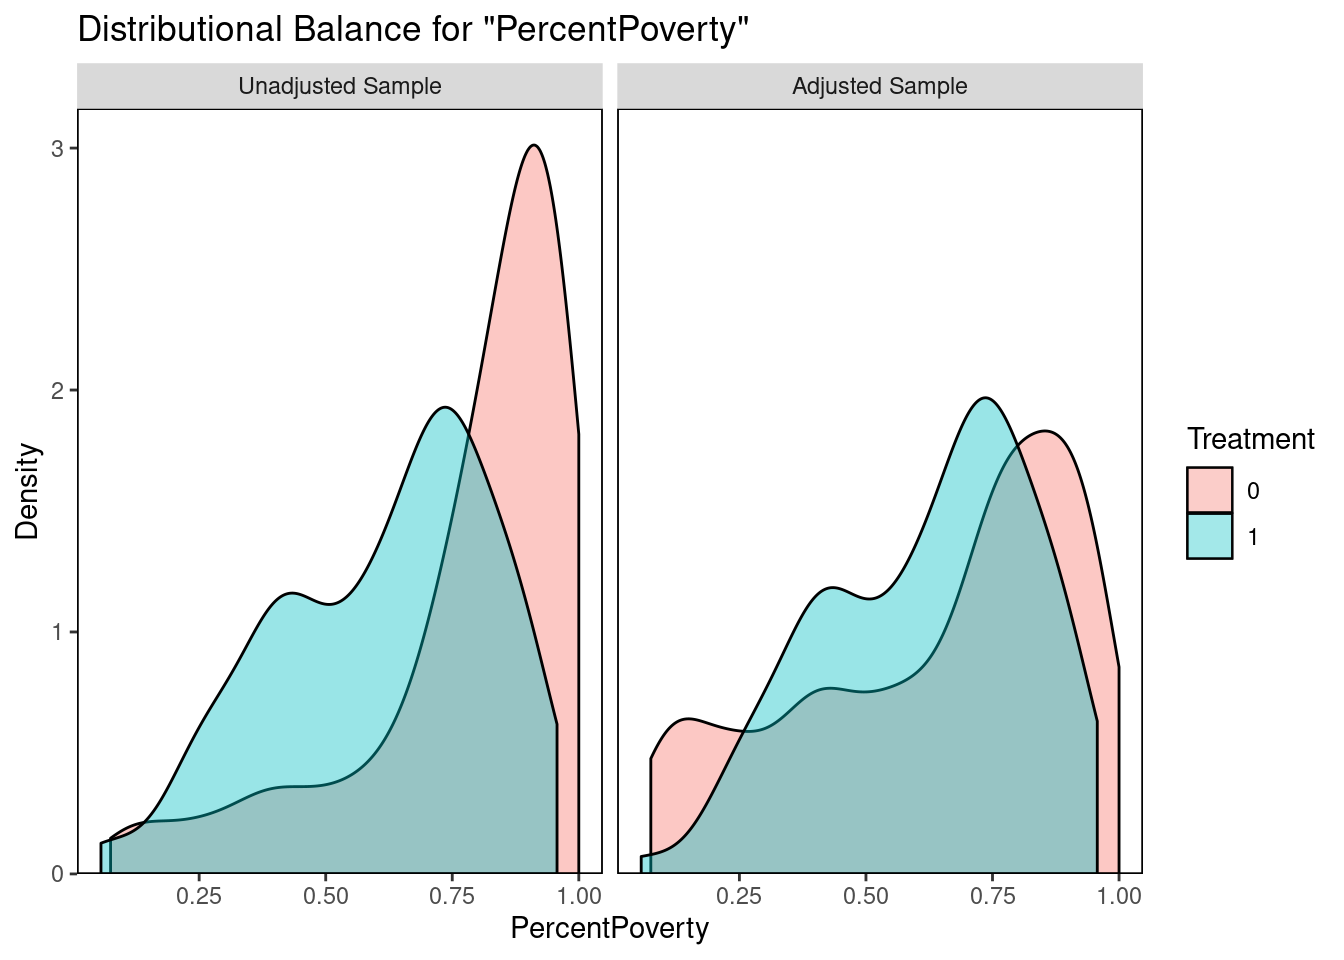 Distributional Balance for "PercentPoverty"
Unadjusted Sample
Adjusted Sample
3
2
1
0
Density
0.25 0.50 0.75 1.00
0.25 0.50 0.75 1.00
PercentPoverty
Treatment
0
1